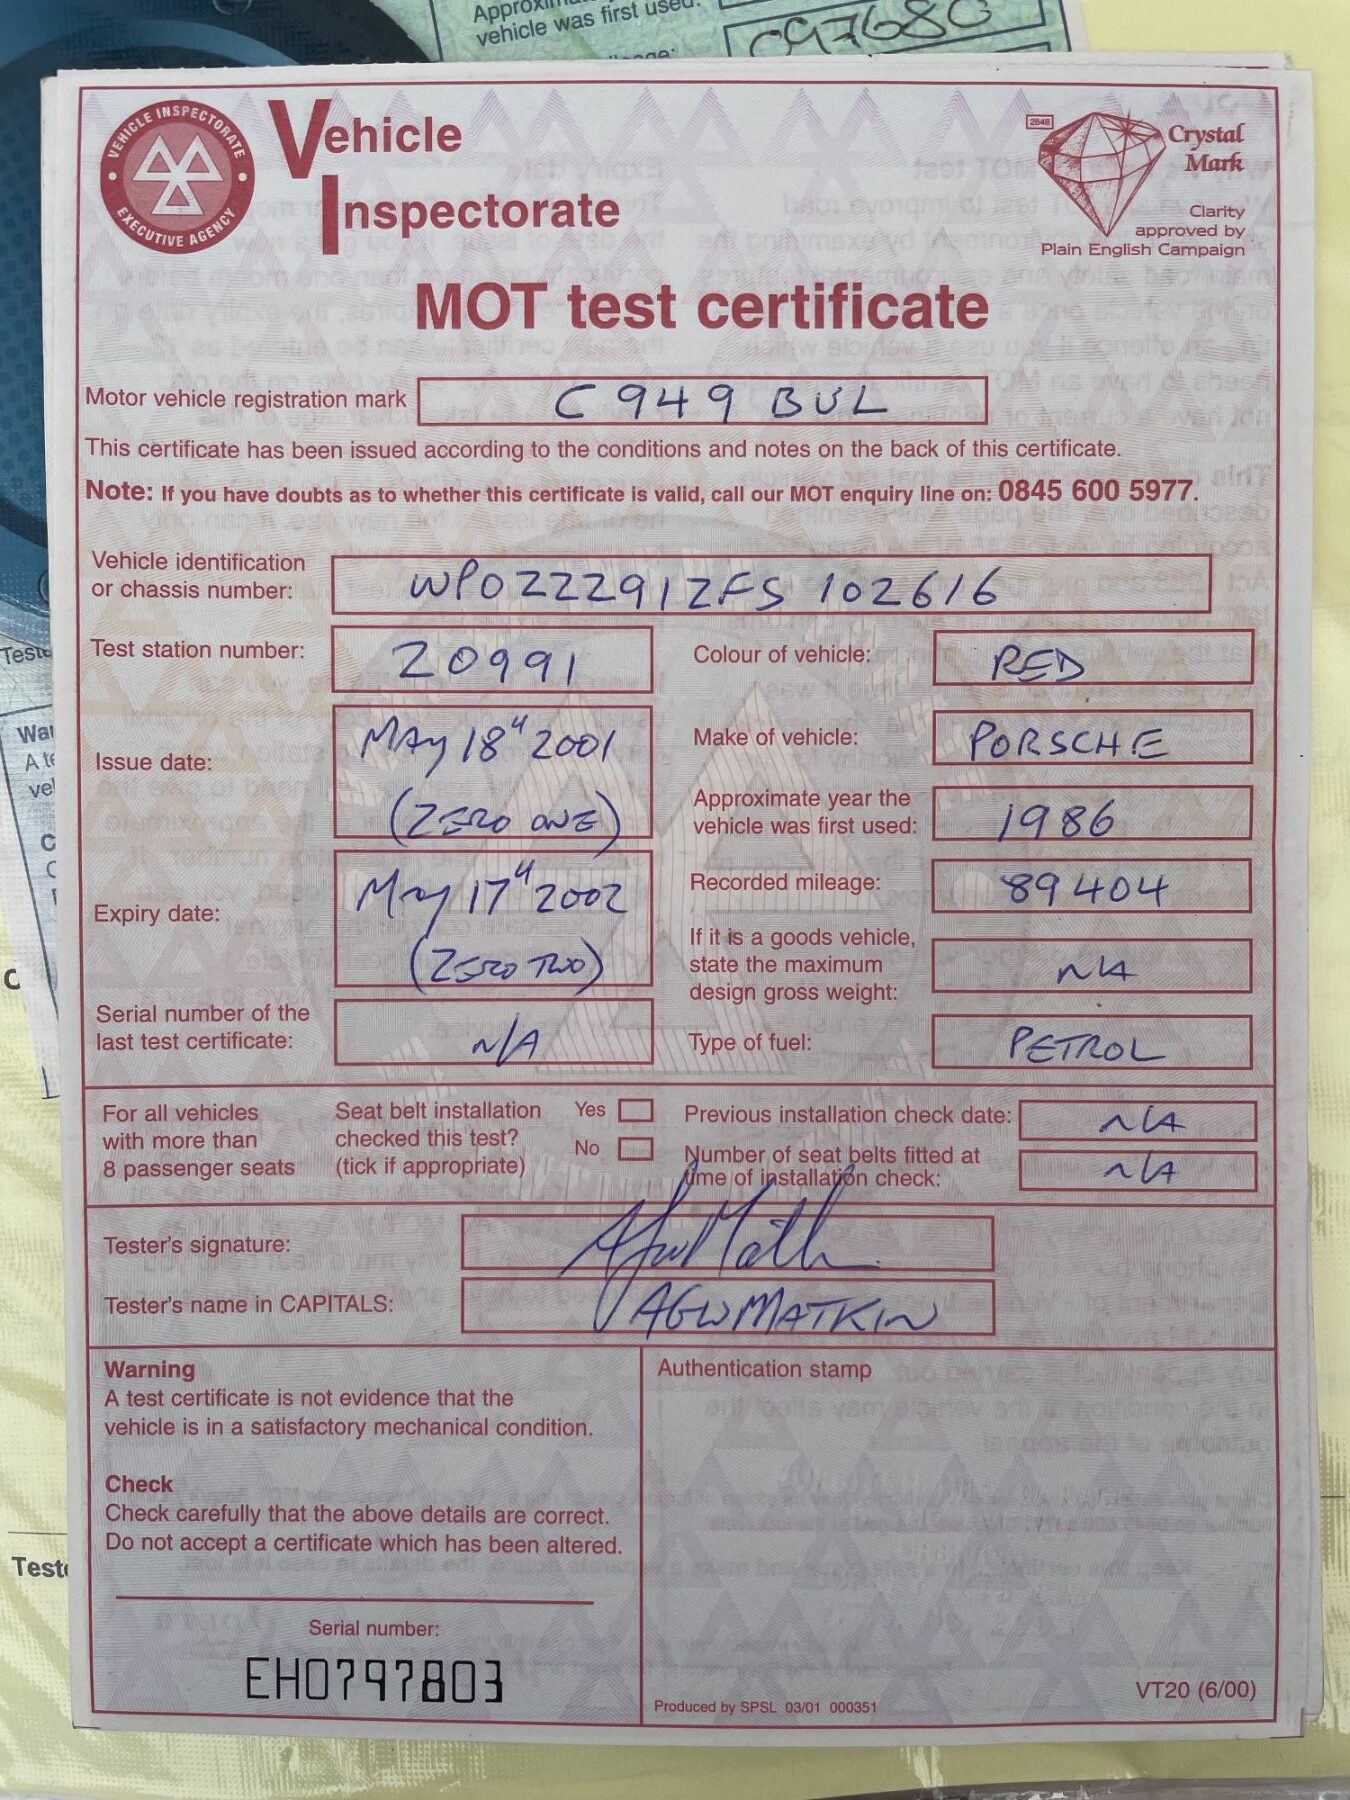 Approxim
vehicle was first used:
C97680
VEHICLE INSPECTORATE
EXECUTIVE AGENCY
Vehicle
Inspectorate
2548
Crystal
Mark
Clarity
approved by
Plain English Campaign
MOT test certificate
Motor vehicle registration mark C 949 BUL
This certificate has been issued according to the conditions and notes on the back of this certificate.
Note: If you have doubts as to whether this certificate is valid, call our MOT enquiry line on: 0845 600 5977.
Vehicle identification
or chassis number: WP0ZZZ91ZFS 102616
Test station number: 20991
Colour of vehicle: RED
Issue date: MAy 18th 2001
(ZERO ONE)
Make of vehicle: PORSCHE
Approximate year the
vehicle was first used: 1986
Expiry date: May 17th 2002
(ZERO TWO)
Recorded mileage: 89404
If it is a goods vehicle,
state the maximum
design gross weight: N/A
Serial number of the
last test certificate: N/A
Type of fuel: PETROL
For all vehicles
with more than
8 passenger seats
Seat belt installation
checked this test?
(tick if appropriate)
Yes
No
Previous installation check date: N/A
Number of seat belts fitted at
time of installation check: N/A
Tester's signature:
Tester's name in CAPITALS: AGW MATKIN
Warning
A test certificate is not evidence that the
vehicle is in a satisfactory mechanical condition.
Check
Check carefully that the above details are correct.
Do not accept a certificate which has been altered.
Serial number:
EH0797803
Authentication stamp
Produced by SPSL 03/01 000351
VT20 (6/00)